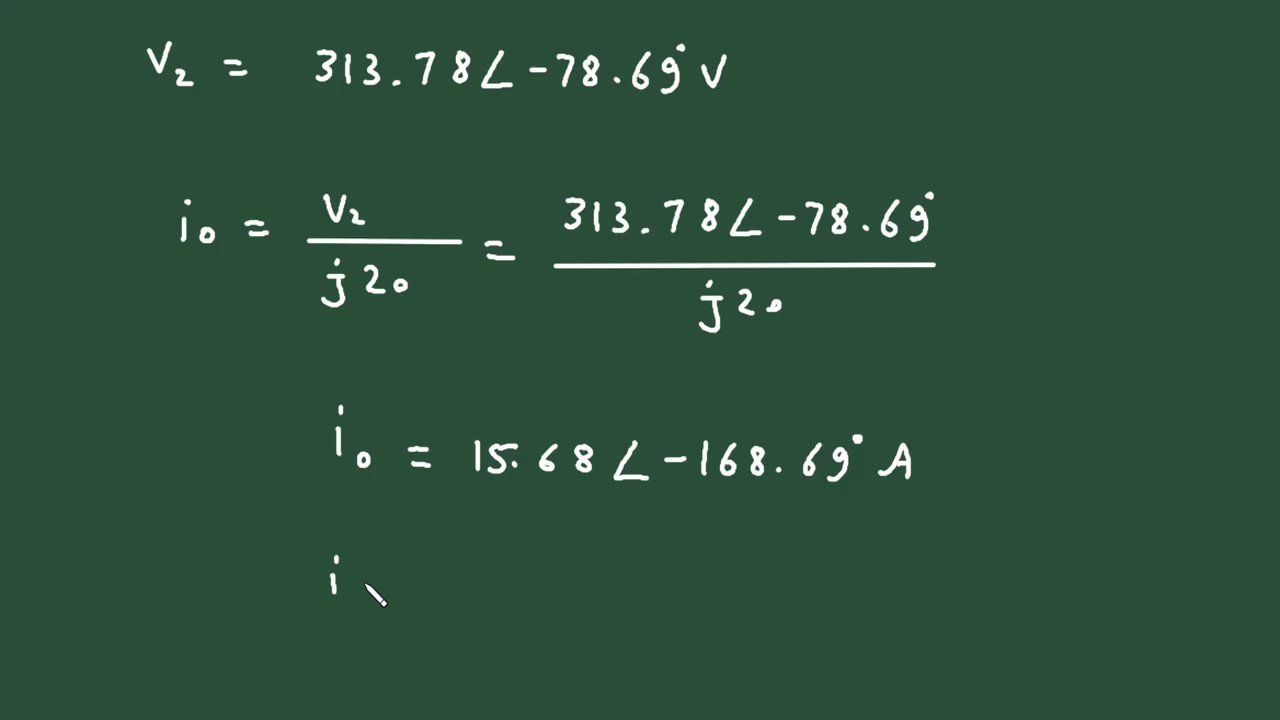 V₂ = 313.78∠-78.69° V
i₀ = V₂ / j20 = 313.78∠-78.69° / j20
i₀ = 15.68∠-168.69° A
i